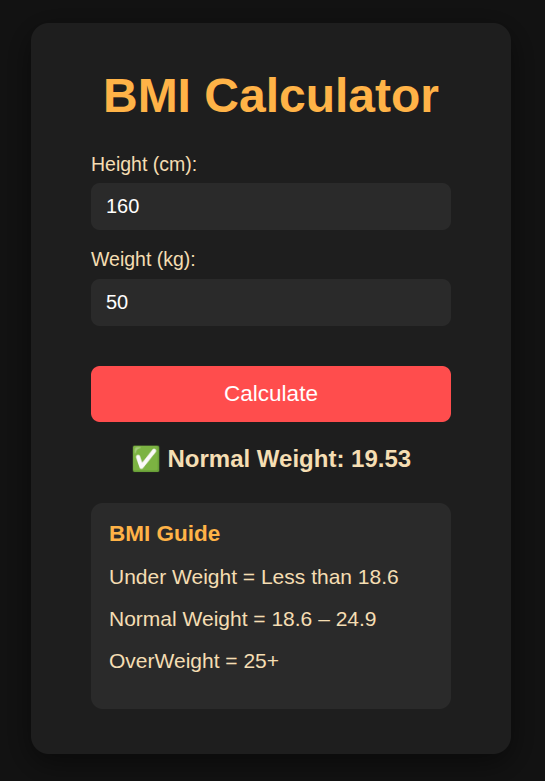 BMI Calculator
Height (cm):
160
Weight (kg):
50
Calculate
✅ Normal Weight: 19.53
BMI Guide
Under Weight = Less than 18.6
Normal Weight = 18.6 – 24.9
OverWeight = 25+